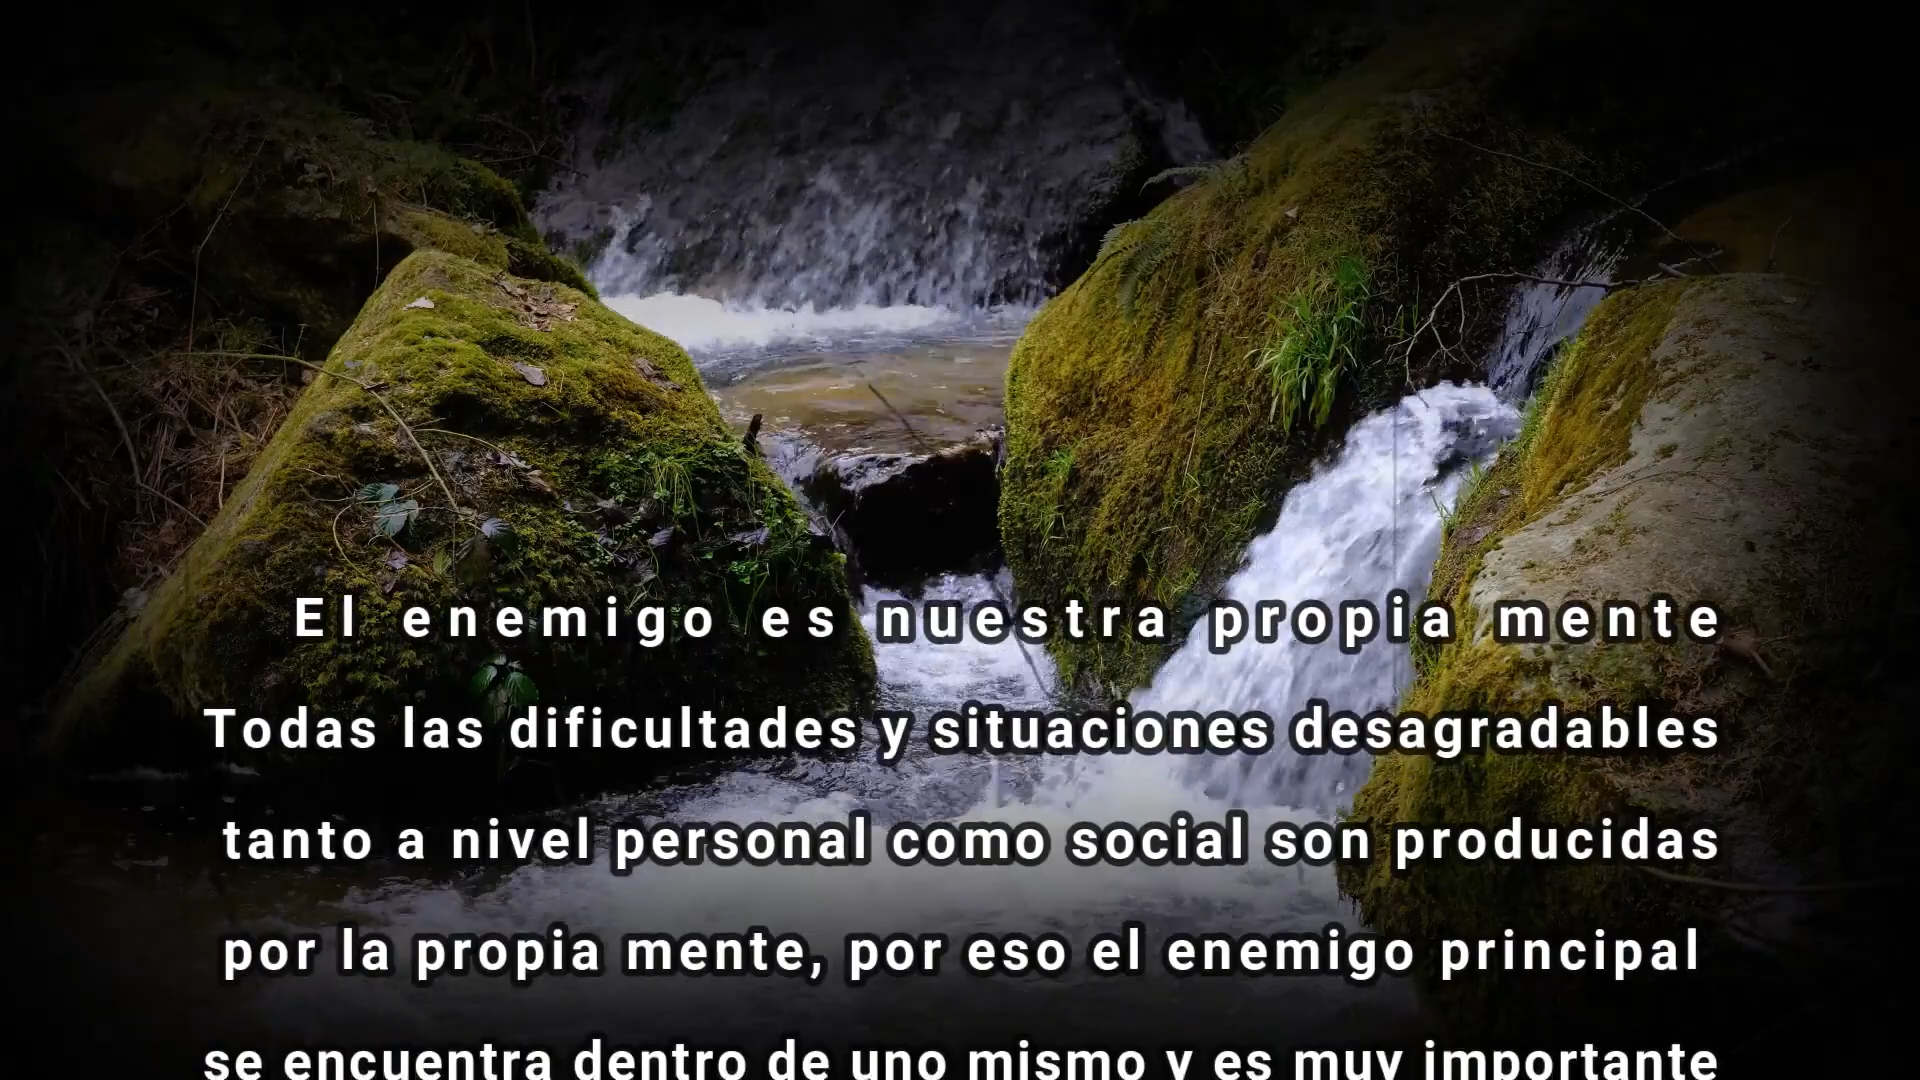 El enemigo es nuestra propia mente
Todas las dificultades y situaciones desagradables
tanto a nivel personal como social son producidas
por la propia mente, por eso el enemigo principal
se encuentra dentro de uno mismo y es muy importante